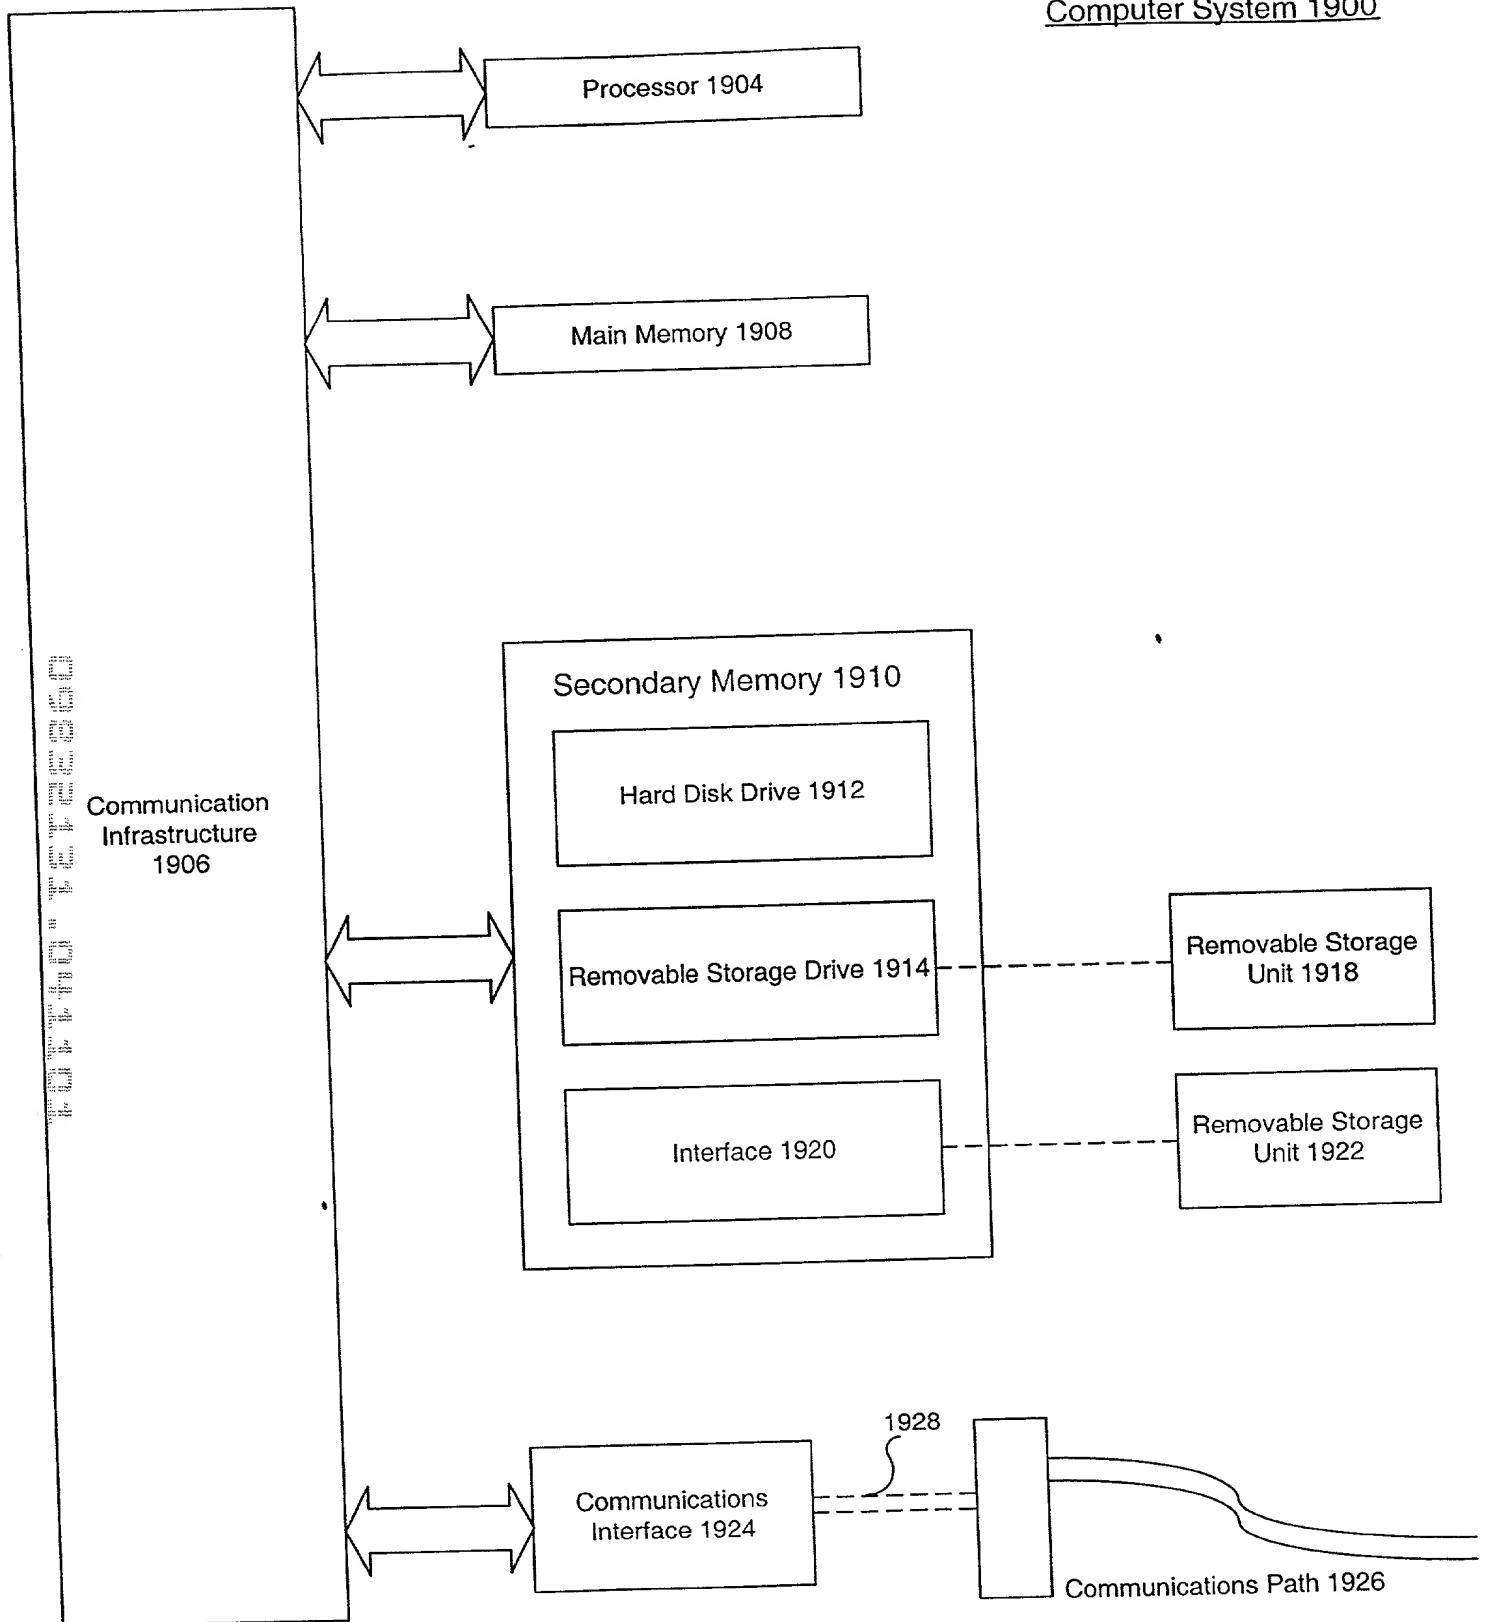 Computer System 1900
Processor 1904
Main Memory 1908
Secondary Memory 1910
Hard Disk Drive 1912
Communication
Infrastructure
1906
Removable Storage Drive 1914
Removable Storage
Unit 1918
Interface 1920
Removable Storage
Unit 1922
1928
Communications
Interface 1924
Communications Path 1926